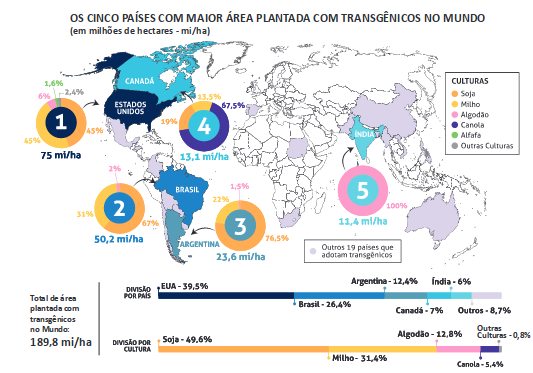 OS CINCO PAÍSES COM MAIOR ÁREA PLANTADA COM TRANSGÊNICOS NO MUNDO
(em milhões de hectares - mi/ha)
CANADÁ
ESTADOS
UNIDOS
1,6%
2,4%
6%
1
45%
45%
75 mi/ha
13,5%
67,5%
19%
4
13,1 mi/ha
CULTURAS
Soja
Milho
Algodão
Canola
Alfafa
Outras Culturas
ÍNDIA
5
100%
11,4 mi/ha
BRASIL
2%
31%
2
67%
50,2 mi/ha
ARGENTINA
1,5%
22%
3
76,5%
23,6 mi/ha
Outros 19 países que
adotam transgênicos
Total de área
plantada com
transgênicos
no Mundo:
189,8 mi/ha
DIVISÃO
POR PAÍS
EUA - 39,5%
Brasil - 26,4%
Argentina - 12,4%
Canadá - 7%
Índia - 6%
Outros - 8,7%
DIVISÃO POR
CULTURA
Soja - 49,6%
Milho - 31,4%
Algodão - 12,8%
Canola - 5,4%
Outras
Culturas - 0,8%